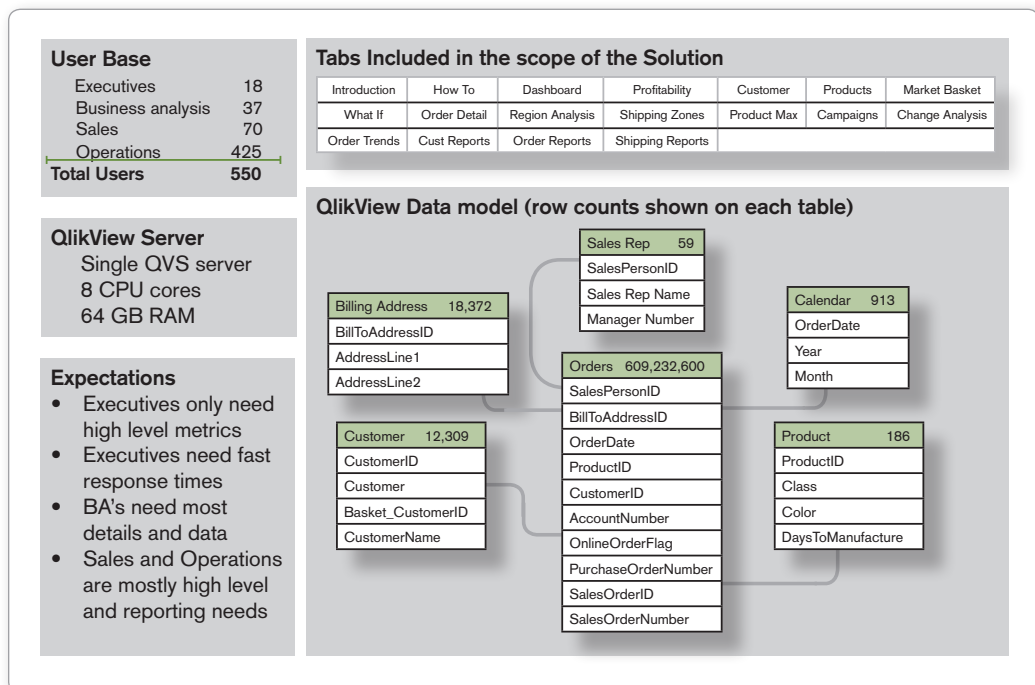 User Base
Executives 18
Business analysis 37
Sales 70
Operations 425
Total Users 550
QlikView Server
Single QVS server
8 CPU cores
64 GB RAM
Expectations
• Executives only need
high level metrics
• Executives need fast
response times
• BA's need most
details and data
• Sales and Operations
are mostly high level
and reporting needs
Tabs Included in the scope of the Solution
Introduction How To Dashboard Profitability Customer Products Market Basket
What If Order Detail Region Analysis Shipping Zones Product Max Campaigns Change Analysis
Order Trends Cust Reports Order Reports Shipping Reports
QlikView Data model (row counts shown on each table)
Sales Rep 59
SalesPersonID
Sales Rep Name
Manager Number
Billing Address 18,372
BillToAddressID
AddressLine1
AddressLine2
Calendar 913
OrderDate
Year
Month
Orders 609,232,600
SalesPersonID
BillToAddressID
OrderDate
ProductID
CustomerID
AccountNumber
OnlineOrderFlag
PurchaseOrderNumber
SalesOrderID
SalesOrderNumber
Customer 12,309
CustomerID
Customer
Basket_CustomerID
CustomerName
Product 186
ProductID
Class
Color
DaysToManufacture